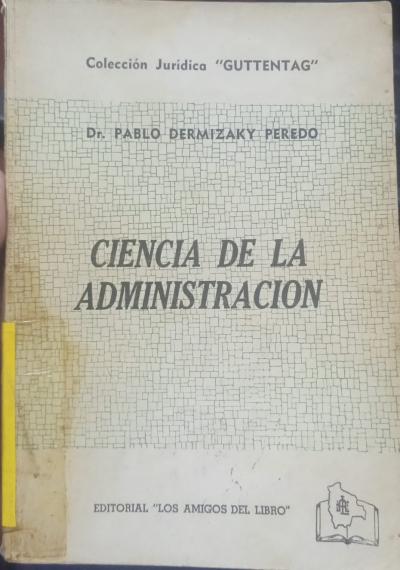 Colección Jurídica "GUTTENTAG"
Dr. PABLO DERMIZAKY PEREDO
CIENCIA DE LA
ADMINISTRACION
EDITORIAL "LOS AMIGOS DEL LIBRO"